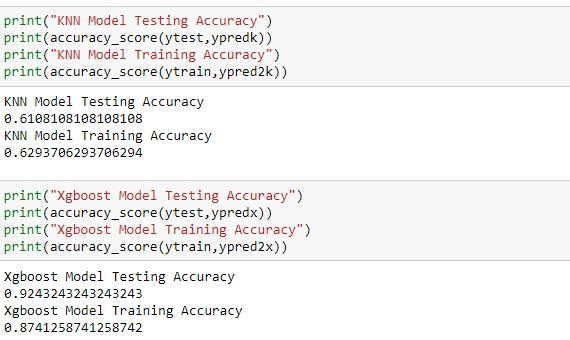 print("KNN Model Testing Accuracy")
print(accuracy_score(ytest,ypredk))
print("KNN Model Training Accuracy")
print(accuracy_score(ytrain,ypred2k))
KNN Model Testing Accuracy
0.6108108108108108
KNN Model Training Accuracy
0.6293706293706294
print("Xgboost Model Testing Accuracy")
print(accuracy_score(ytest,ypredx))
print("Xgboost Model Training Accuracy")
print(accuracy_score(ytrain,ypred2x))
Xgboost Model Testing Accuracy
0.9243243243243243
Xgboost Model Training Accuracy
0.8741258741258742